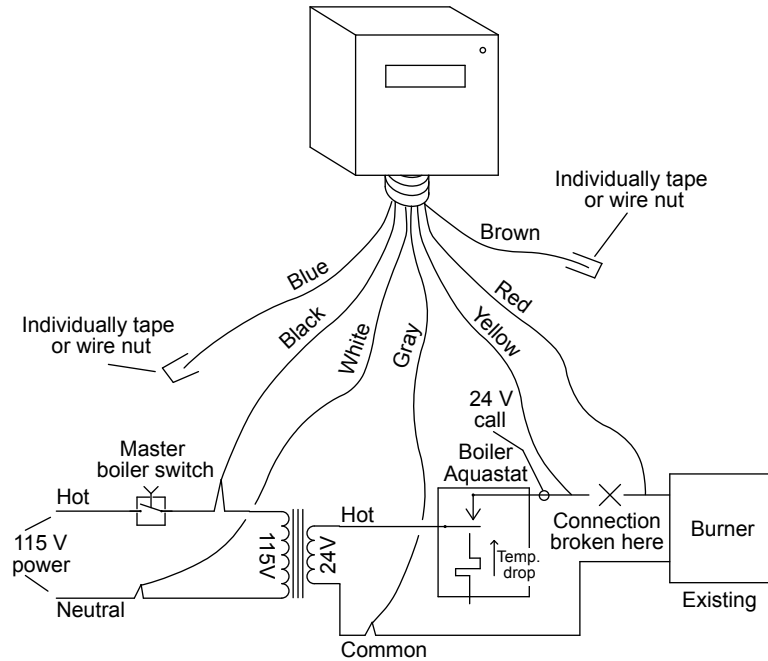 Individually tape
or wire nut
Brown
Blue
Red
Black
Yellow
White
Gray
Individually tape
or wire nut
24 V
call
Master
boiler switch
Boiler
Aquastat
Hot
Hot
115 V
power
115V
24V
Temp.
drop
Connection
broken here
Burner
Neutral
Existing
Common